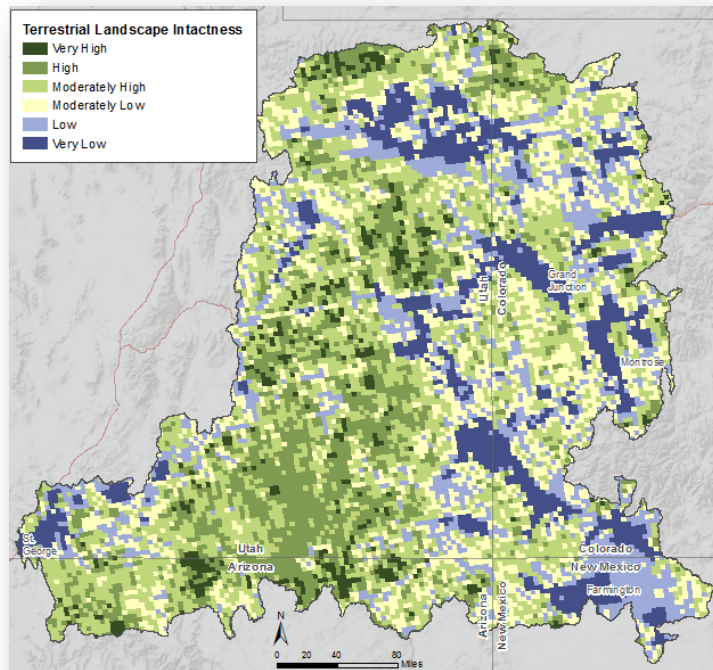 Terrestrial Landscape Intactness
Very High
High
Moderately High
Moderately Low
Low
Very Low
Utah
Colorado
Grand
Junction
Montrose
St.
George
Utah
Arizona
Colorado
New Mexico
Farmington
Arizona
New Mexico
N
0 20 40 80
Miles